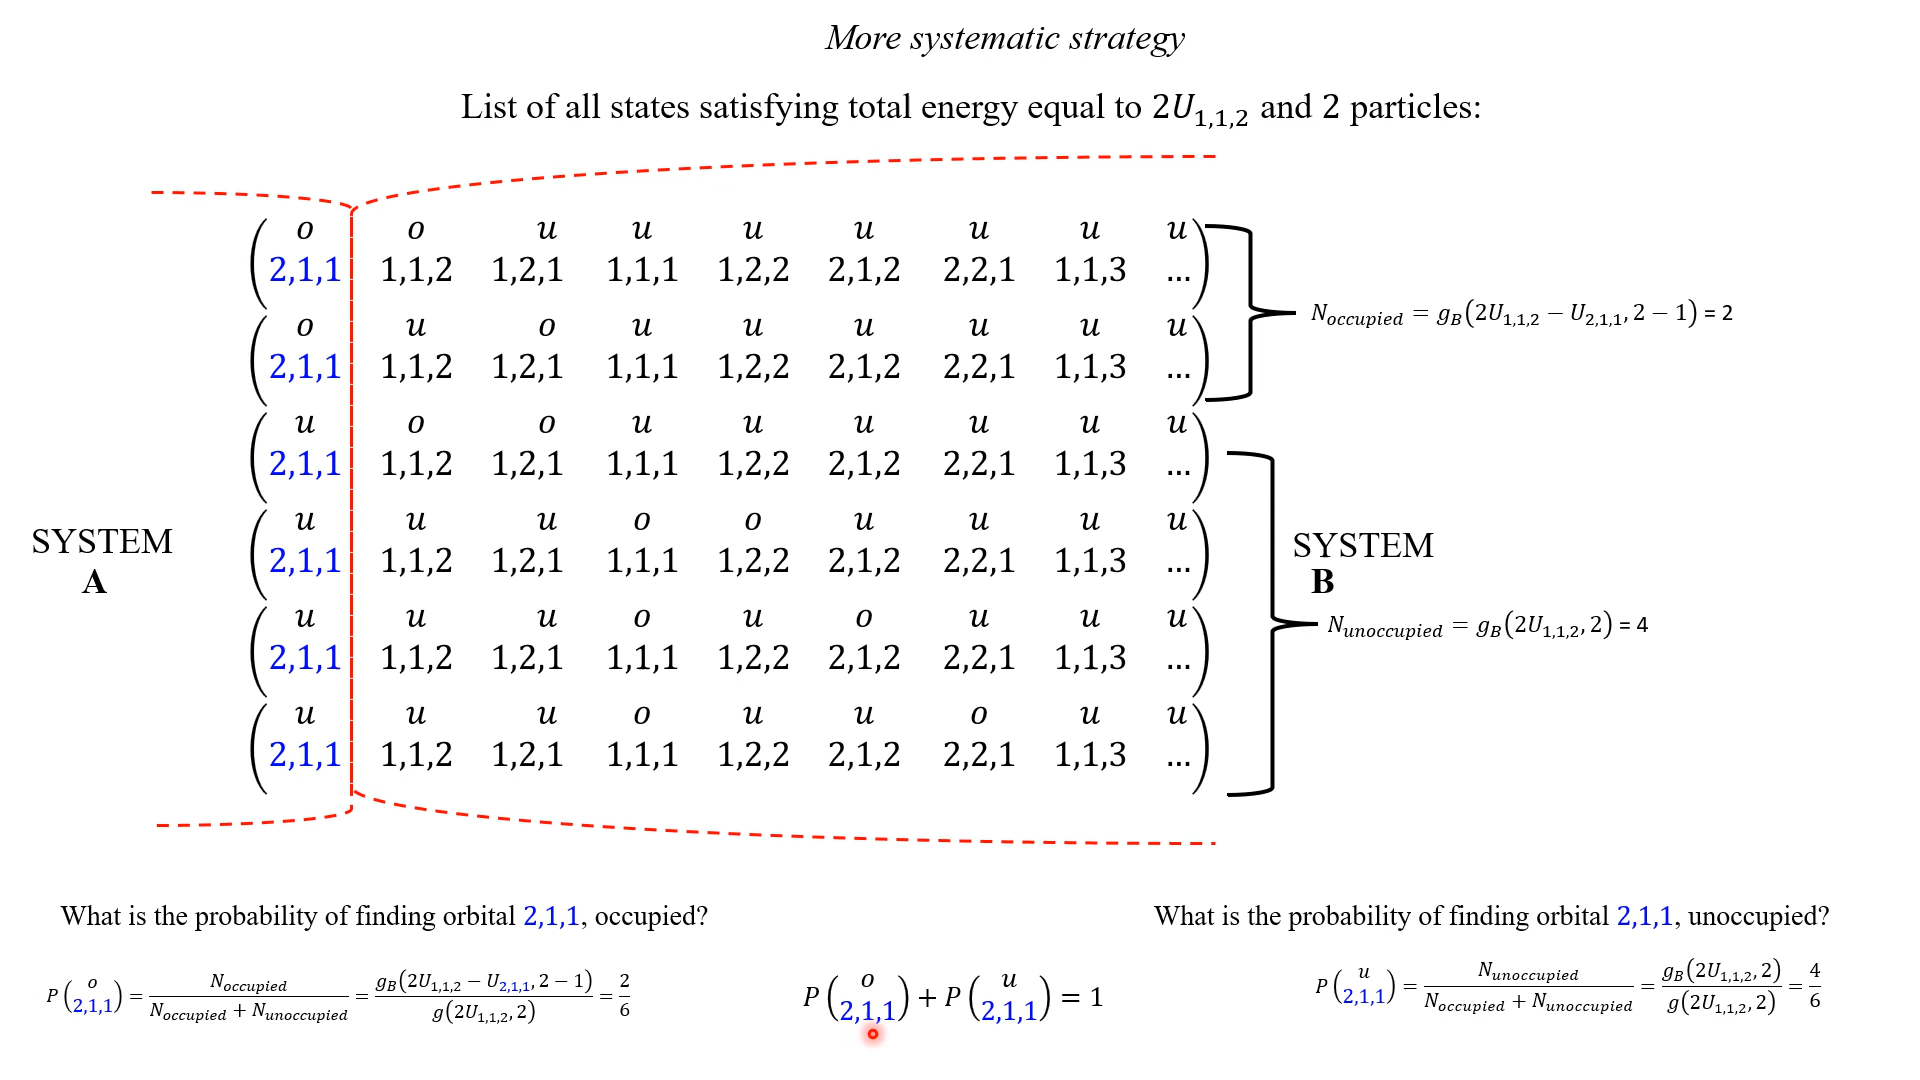 More systematic strategy
List of all states satisfying total energy equal to 2U₁,₁,₂ and 2 particles:
o o u u u u u u u
2,1,1 1,1,2 1,2,1 1,1,1 1,2,2 2,1,2 2,2,1 1,1,3 ...
N_occupied = g_B(2U₁,₁,₂ − U₂,₁,₁, 2 − 1) = 2
o u o u u u u u u
2,1,1 1,1,2 1,2,1 1,1,1 1,2,2 2,1,2 2,2,1 1,1,3 ...
u o o u u u u u u
2,1,1 1,1,2 1,2,1 1,1,1 1,2,2 2,1,2 2,2,1 1,1,3 ...
u u u o o u u u u
2,1,1 1,1,2 1,2,1 1,1,1 1,2,2 2,1,2 2,2,1 1,1,3 ...
SYSTEM
A
SYSTEM
B
u u u o u o u u u
2,1,1 1,1,2 1,2,1 1,1,1 1,2,2 2,1,2 2,2,1 1,1,3 ...
N_unoccupied = g_B(2U₁,₁,₂, 2) = 4
u u u o u u o u u
2,1,1 1,1,2 1,2,1 1,1,1 1,2,2 2,1,2 2,2,1 1,1,3 ...
What is the probability of finding orbital 2,1,1, occupied?
P(o 2,1,1) = N_occupied / (N_occupied + N_unoccupied) = g_B(2U₁,₁,₂ − U₂,₁,₁, 2 − 1) / g(2U₁,₁,₂, 2) = 2/6
P(o 2,1,1) + P(u 2,1,1) = 1
What is the probability of finding orbital 2,1,1, unoccupied?
P(u 2,1,1) = N_unoccupied / (N_occupied + N_unoccupied) = g_B(2U₁,₁,₂, 2) / g(2U₁,₁,₂, 2) = 4/6